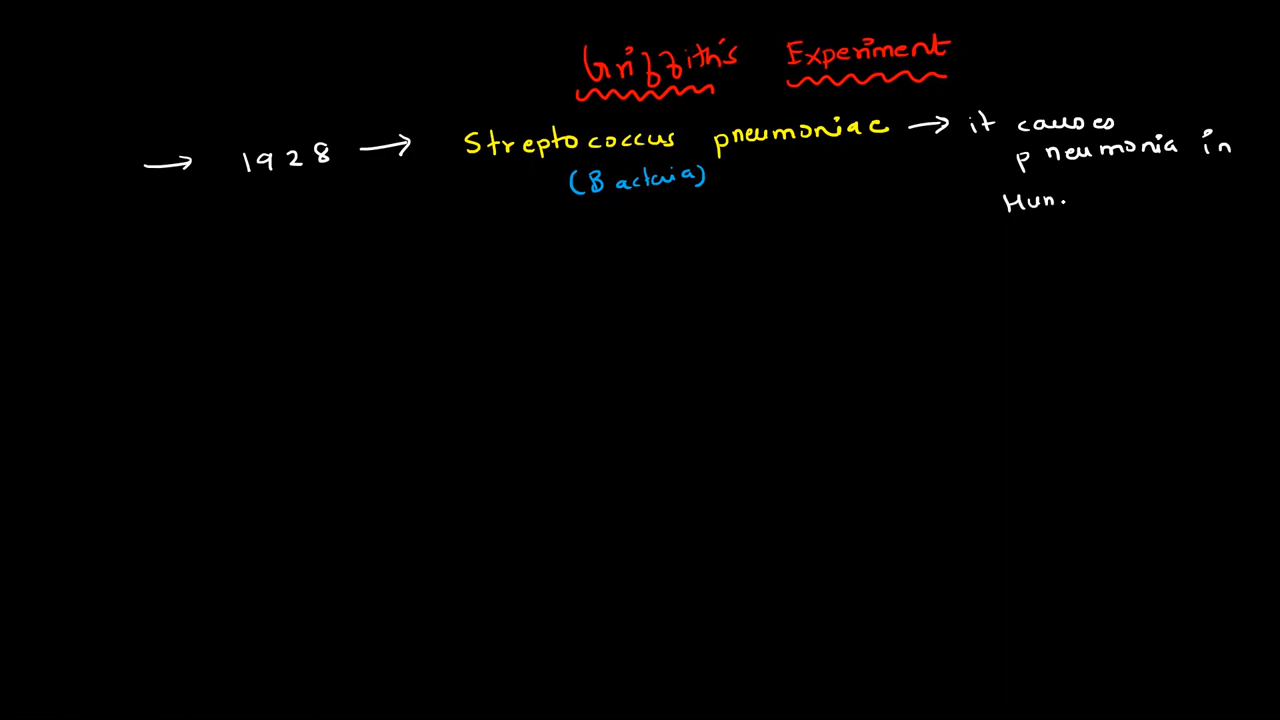 Griffith's Experiment
→ 1928 → Streptococcus pneumoniae → it causes
(Bacteria) pneumonia in
Hum.